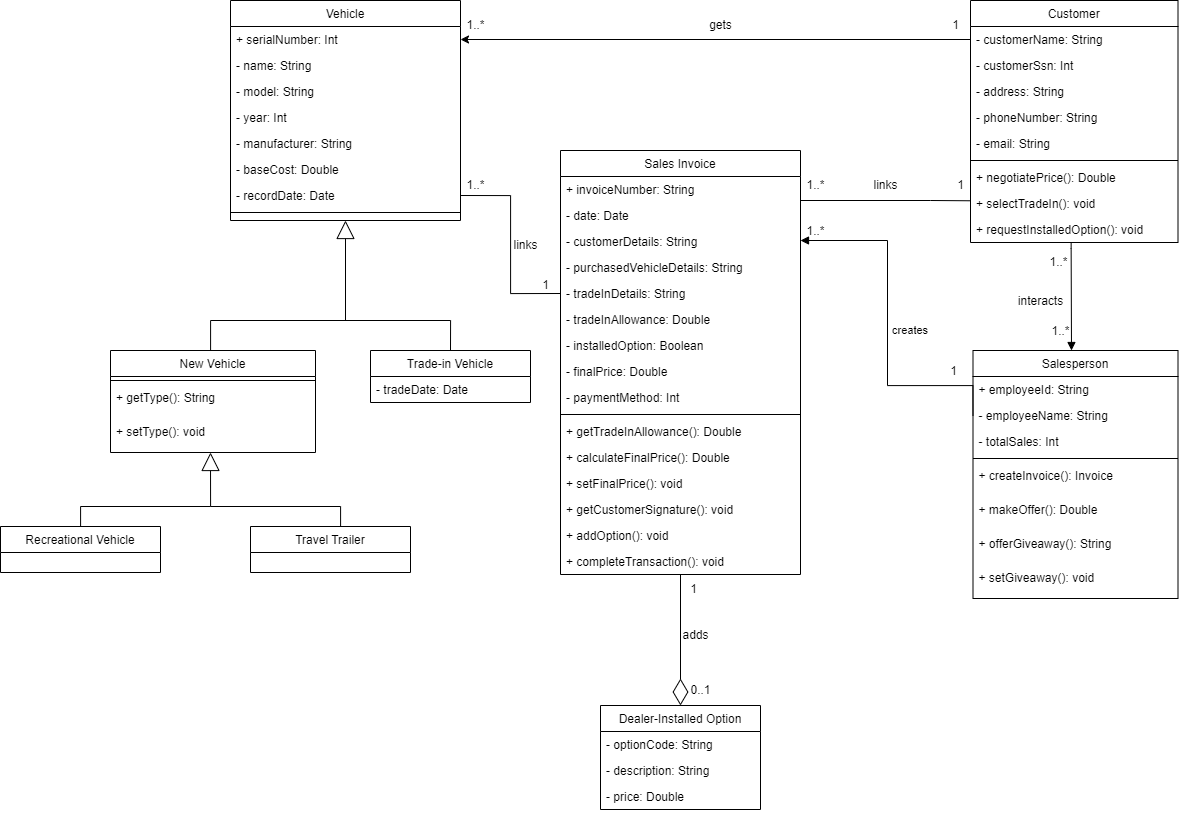 Vehicle
+ serialNumber: Int
- name: String
- model: String
- year: Int
- manufacturer: String
- baseCost: Double
- recordDate: Date
1..*
gets
1
Customer
- customerName: String
- customerSsn: Int
- address: String
- phoneNumber: String
- email: String
+ negotiatePrice(): Double
+ selectTradeIn(): void
+ requestInstalledOption(): void
1..*
links
1
Sales Invoice
+ invoiceNumber: String
- date: Date
- customerDetails: String
- purchasedVehicleDetails: String
- tradeInDetails: String
- tradeInAllowance: Double
- installedOption: Boolean
- finalPrice: Double
- paymentMethod: Int
+ getTradeInAllowance(): Double
+ calculateFinalPrice(): Double
+ setFinalPrice(): void
+ getCustomerSignature(): void
+ addOption(): void
+ completeTransaction(): void
1..*
links
1
1..*
creates
1
1..*
interacts
1..*
New Vehicle
+ getType(): String
+ setType(): void
Trade-in Vehicle
- tradeDate: Date
Salesperson
+ employeeId: String
- employeeName: String
- totalSales: Int
+ createInvoice(): Invoice
+ makeOffer(): Double
+ offerGiveaway(): String
+ setGiveaway(): void
Recreational Vehicle
Travel Trailer
1
adds
0..1
Dealer-Installed Option
- optionCode: String
- description: String
- price: Double